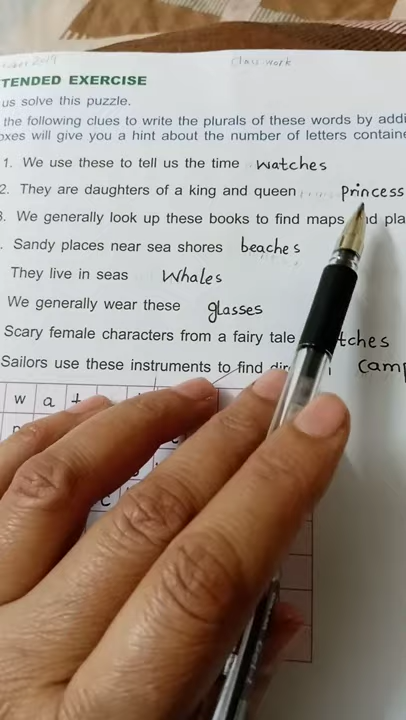 Class work
TENDED EXERCISE
us solve this puzzle.
the following clues to write the plurals of these words by addi
oxes will give you a hint about the number of letters containe
1. We use these to tell us the time watches
2. They are daughters of a king and queen princess
3. We generally look up these books to find maps and pla
. Sandy places near sea shores beaches
They live in seas Whales
We generally wear these glasses
Scary female characters from a fairy tale tches
Sailors use these instruments to find dir camp
w a t